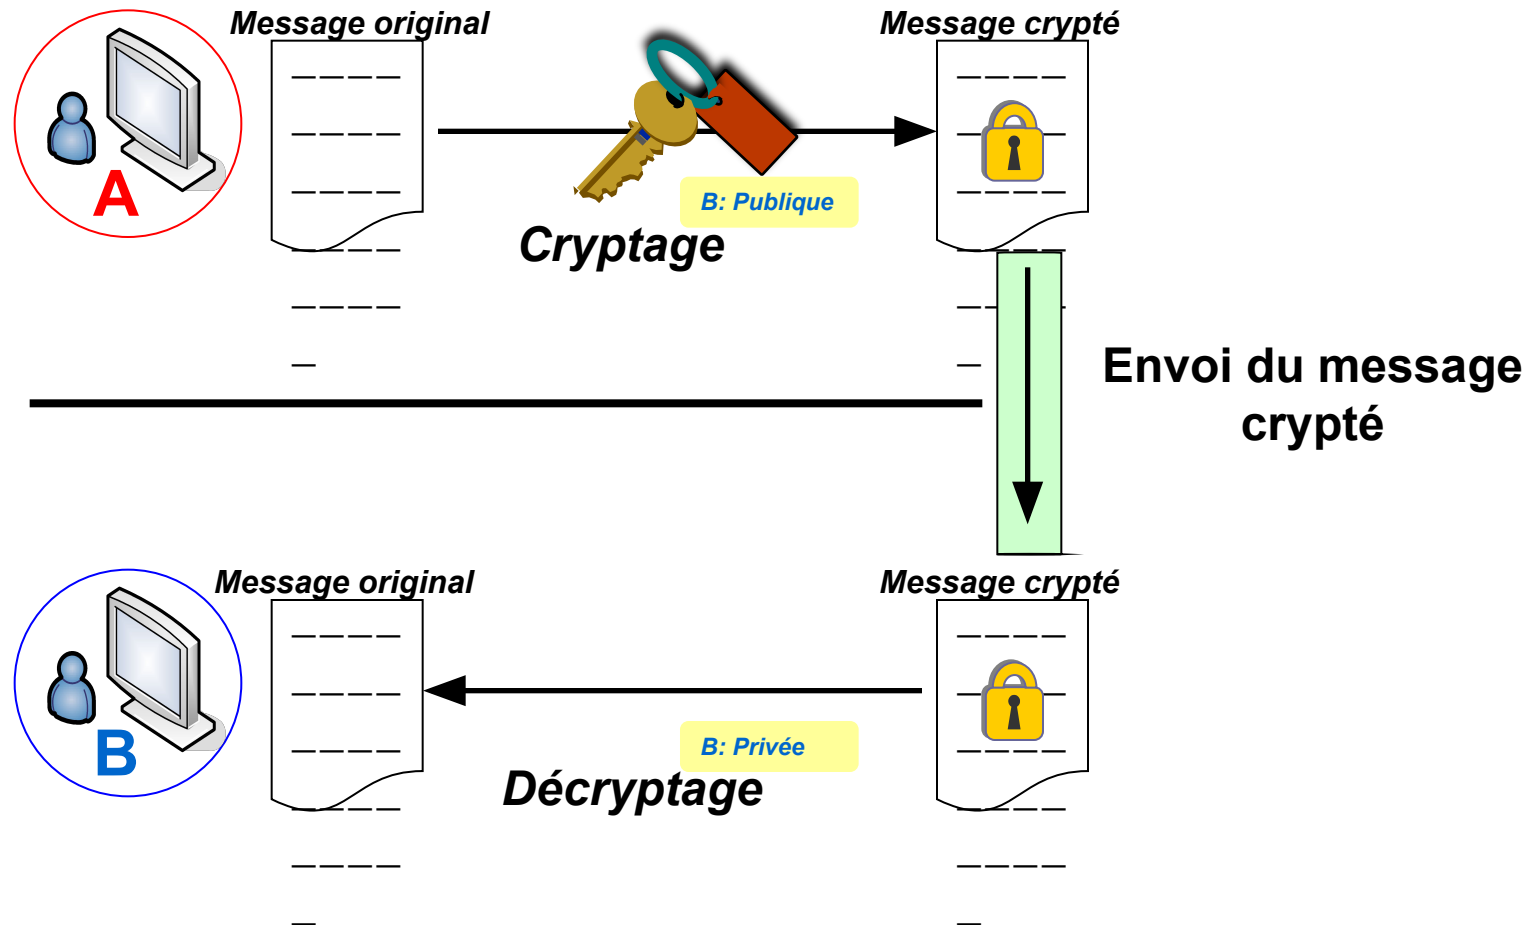 Message original
Message crypté
A
B: Publique
Cryptage
Envoi du message
crypté
Message original
Message crypté
B
B: Privée
Décryptage